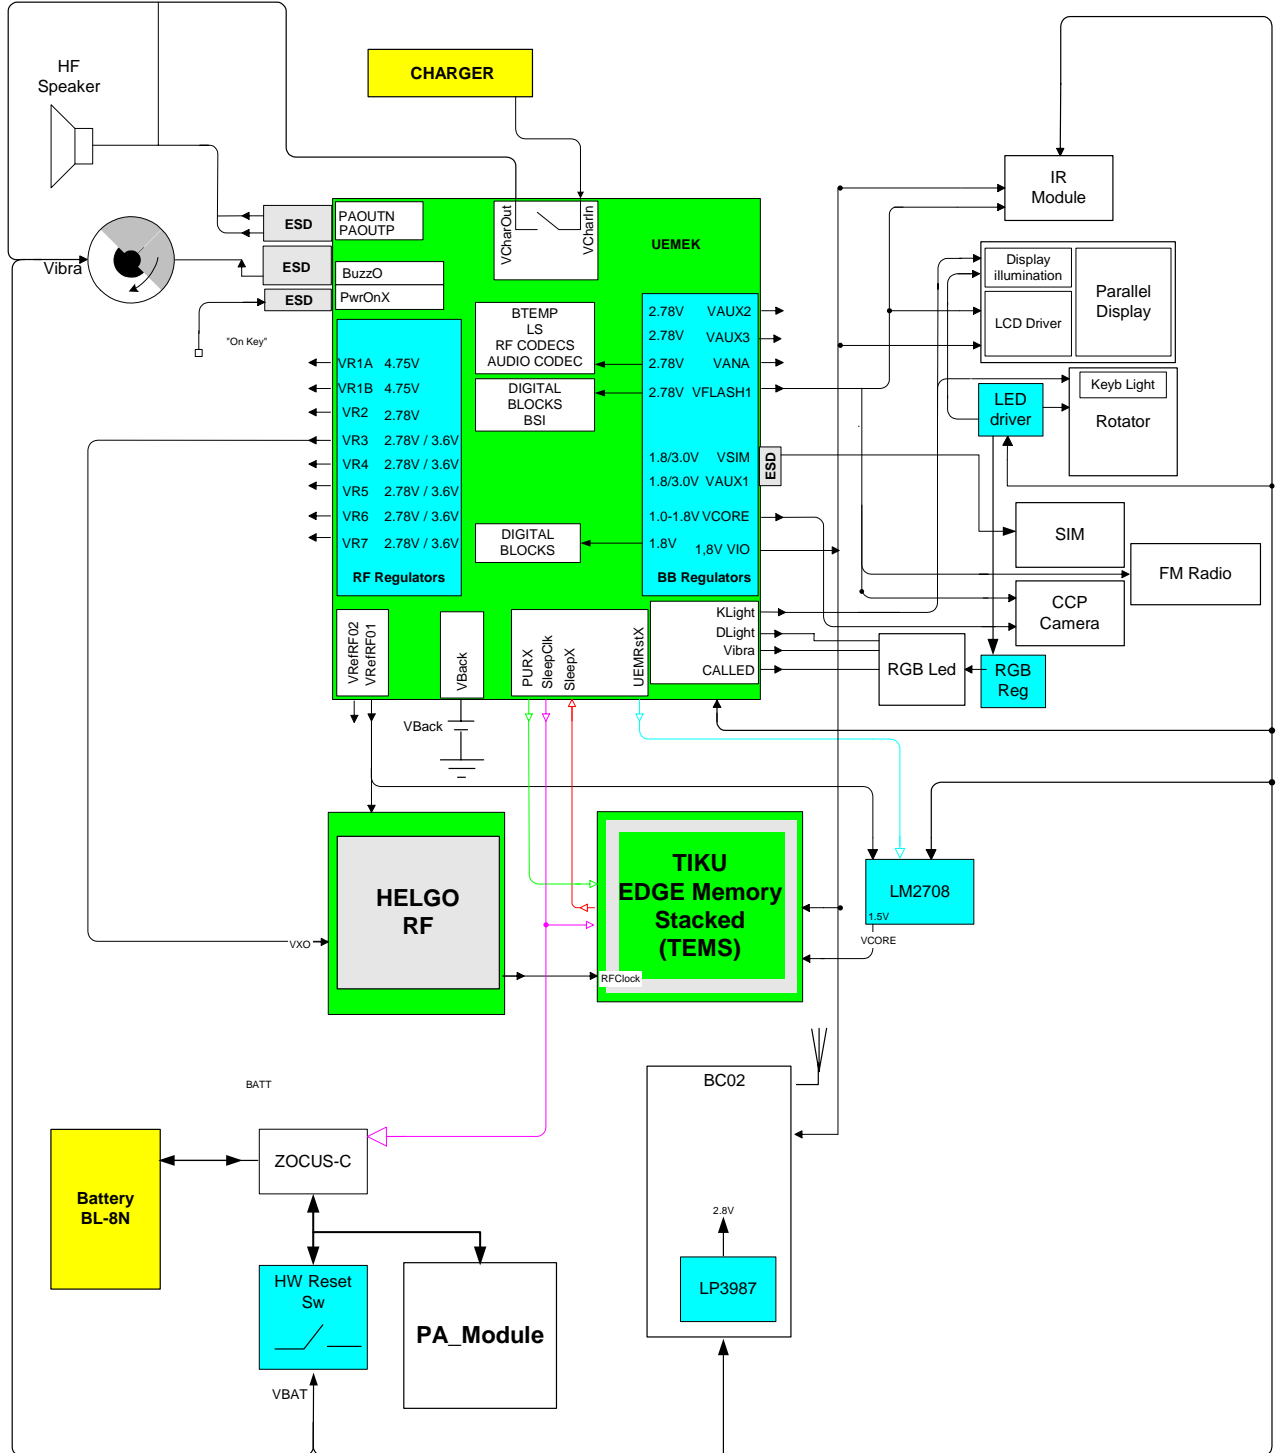 HF
Speaker
CHARGER
IR
Module
ESD
PAOUTN
PAOUTP
VCharOut
VCharIn
UEMEK
Vibra
ESD
BuzzO
ESD
PwrOnX
"On Key"
Display
illumination
LCD Driver
Parallel
Display
BTEMP
LS
RF CODECS
AUDIO CODEC
DIGITAL
BLOCKS
BSI
DIGITAL
BLOCKS
VR1A 4.75V
VR1B 4.75V
VR2 2.78V
VR3 2.78V / 3.6V
VR4 2.78V / 3.6V
VR5 2.78V / 3.6V
VR6 2.78V / 3.6V
VR7 2.78V / 3.6V
RF Regulators
2.78V VAUX2
2.78V VAUX3
2.78V VANA
2.78V VFLASH1
1.8/3.0V VSIM
1.8/3.0V VAUX1
1.0-1.8V VCORE
1.8V 1,8V VIO
BB Regulators
ESD
LED
driver
Keyb Light
Rotator
SIM
FM Radio
CCP
Camera
KLight
DLight
Vibra
CALLED
RGB Led
RGB
Reg
VRefRF02
VRefRF01
VBack
PURX
SleepClk
SleepX
UEMRstX
VBack
HELGO
RF
VXO
TIKU
EDGE Memory
Stacked
(TEMS)
RFClock
LM2708
1.5V
VCORE
BATT
BC02
ZOCUS-C
Battery
BL-8N
2.8V
LP3987
HW Reset
Sw
PA_Module
VBAT